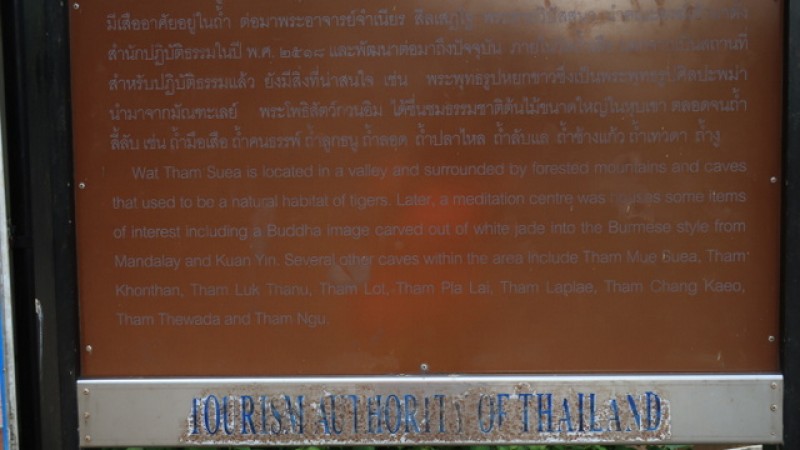 มีเสืออาศัยอยู่ในถ้ำ ต่อมาพระอาจารย์จำเนียร
สำนักปฏิบัติธรรมในปี พ.ศ. ๒๕๑๘ และพัฒนาต่อมาถึงปัจจุบัน
สำหรับปฏิบัติธรรมแล้ว ยังมีสิ่งที่น่าสนใจ เช่น พระพุทธรูปหยกขาวซึ่งเป็นพระพุทธรูปศิลปะพม่า
นำมาจากมัณฑะเลย์ พระโพธิสัตว์กวนอิม ได้ชื่นชมธรรมชาติต้นไม้ขนาดใหญ่ในหุบเขา ตลอดจนถ้ำ
ลี้ลับ เช่น ถ้ำมือเสือ ถ้ำคนธรรพ์ ถ้ำลูกธนู ถ้ำลอด ถ้ำปลาไหล ถ้ำลับแล ถ้ำช้างแก้ว ถ้ำเทวดา ถ้ำงู
Wat Tham Suea is located in a valley and surrounded by forested mountains and caves
that used to be a natural habitat of tigers. Later, a meditation centre was some items
of interest including a Buddha image carved out of white jade into the Burmese style from
Mandalay and Kuan Yin. Several other caves within the area include Tham Mue Suea, Tham
Khonthan, Tham Luk Thanu, Tham Lot, Tham Pla Lai, Tham Laplae, Tham Chang Kaeo,
Tham Thewada and Tham Ngu.
TOURISM AUTHORITY OF THAILAND